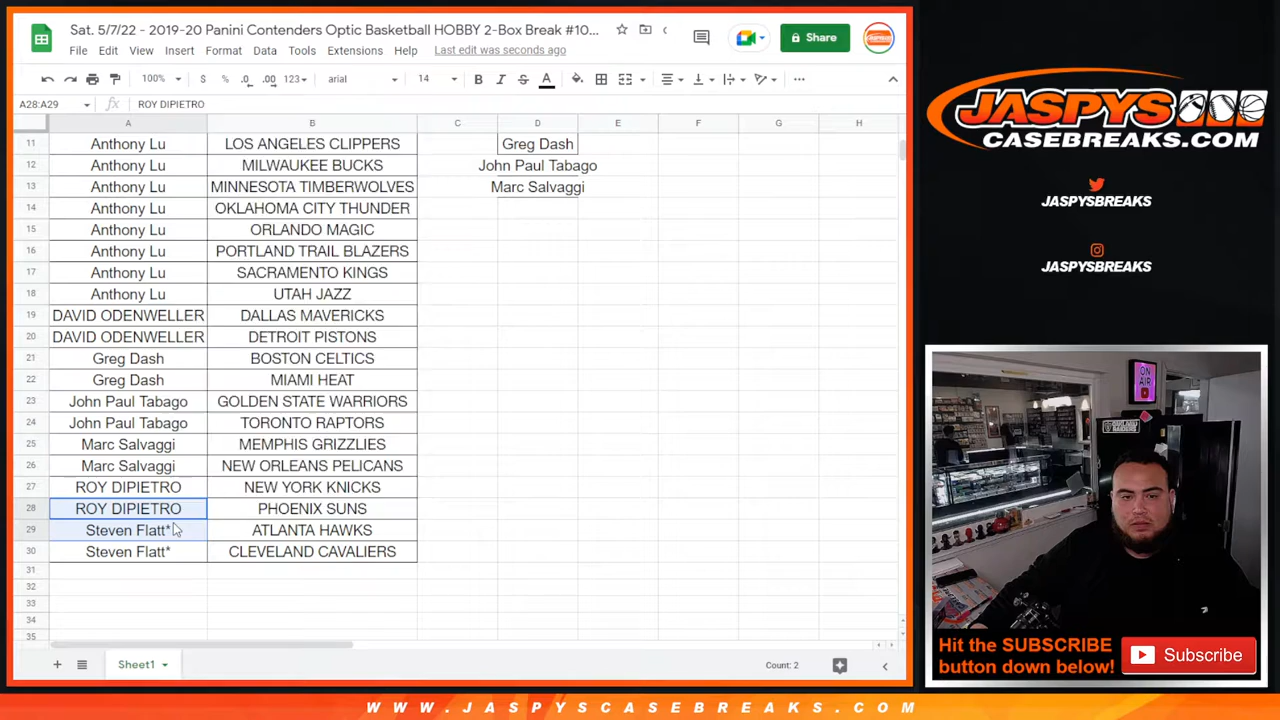 Sat. 5/7/22 - 2019-20 Panini Contenders Optic Basketball HOBBY 2-Box Break #10...
Share
File Edit View Insert Format Data Tools Extensions Help Last edit was seconds ago
100% $ % .0 .00 123 arial 14 B I S A
A28:A29 fx ROY DIPIETRO
A B C D E F G H
11 Anthony Lu LOS ANGELES CLIPPERS Greg Dash
12 Anthony Lu MILWAUKEE BUCKS John Paul Tabago
13 Anthony Lu MINNESOTA TIMBERWOLVES Marc Salvaggi
14 Anthony Lu OKLAHOMA CITY THUNDER
15 Anthony Lu ORLANDO MAGIC
16 Anthony Lu PORTLAND TRAIL BLAZERS
17 Anthony Lu SACRAMENTO KINGS
18 Anthony Lu UTAH JAZZ
19 DAVID ODENWELLER DALLAS MAVERICKS
20 DAVID ODENWELLER DETROIT PISTONS
21 Greg Dash BOSTON CELTICS
22 Greg Dash MIAMI HEAT
23 John Paul Tabago GOLDEN STATE WARRIORS
24 John Paul Tabago TORONTO RAPTORS
25 Marc Salvaggi MEMPHIS GRIZZLIES
26 Marc Salvaggi NEW ORLEANS PELICANS
27 ROY DIPIETRO NEW YORK KNICKS
28 ROY DIPIETRO PHOENIX SUNS
29 Steven Flatt* ATLANTA HAWKS
30 Steven Flatt* CLEVELAND CAVALIERS
31
32
33
34
35
Sheet1
Count: 2
JASPYS
CASEBREAKS.COM
JASPYSBREAKS
JASPYSBREAKS
ON
AIR
Hit the SUBSCRIBE
button down below!
Subscribe
WWW.JASPYSCASEBREAKS.COM